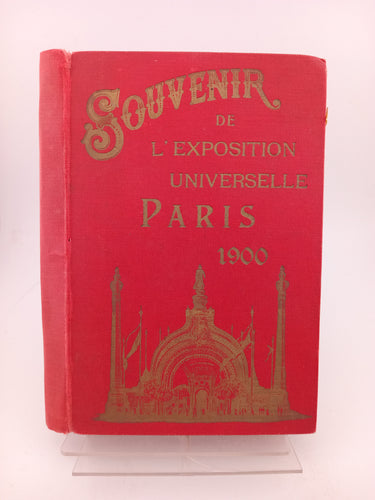 SOUVENIR
DE
L'EXPOSITION
UNIVERSELLE
PARIS
1900